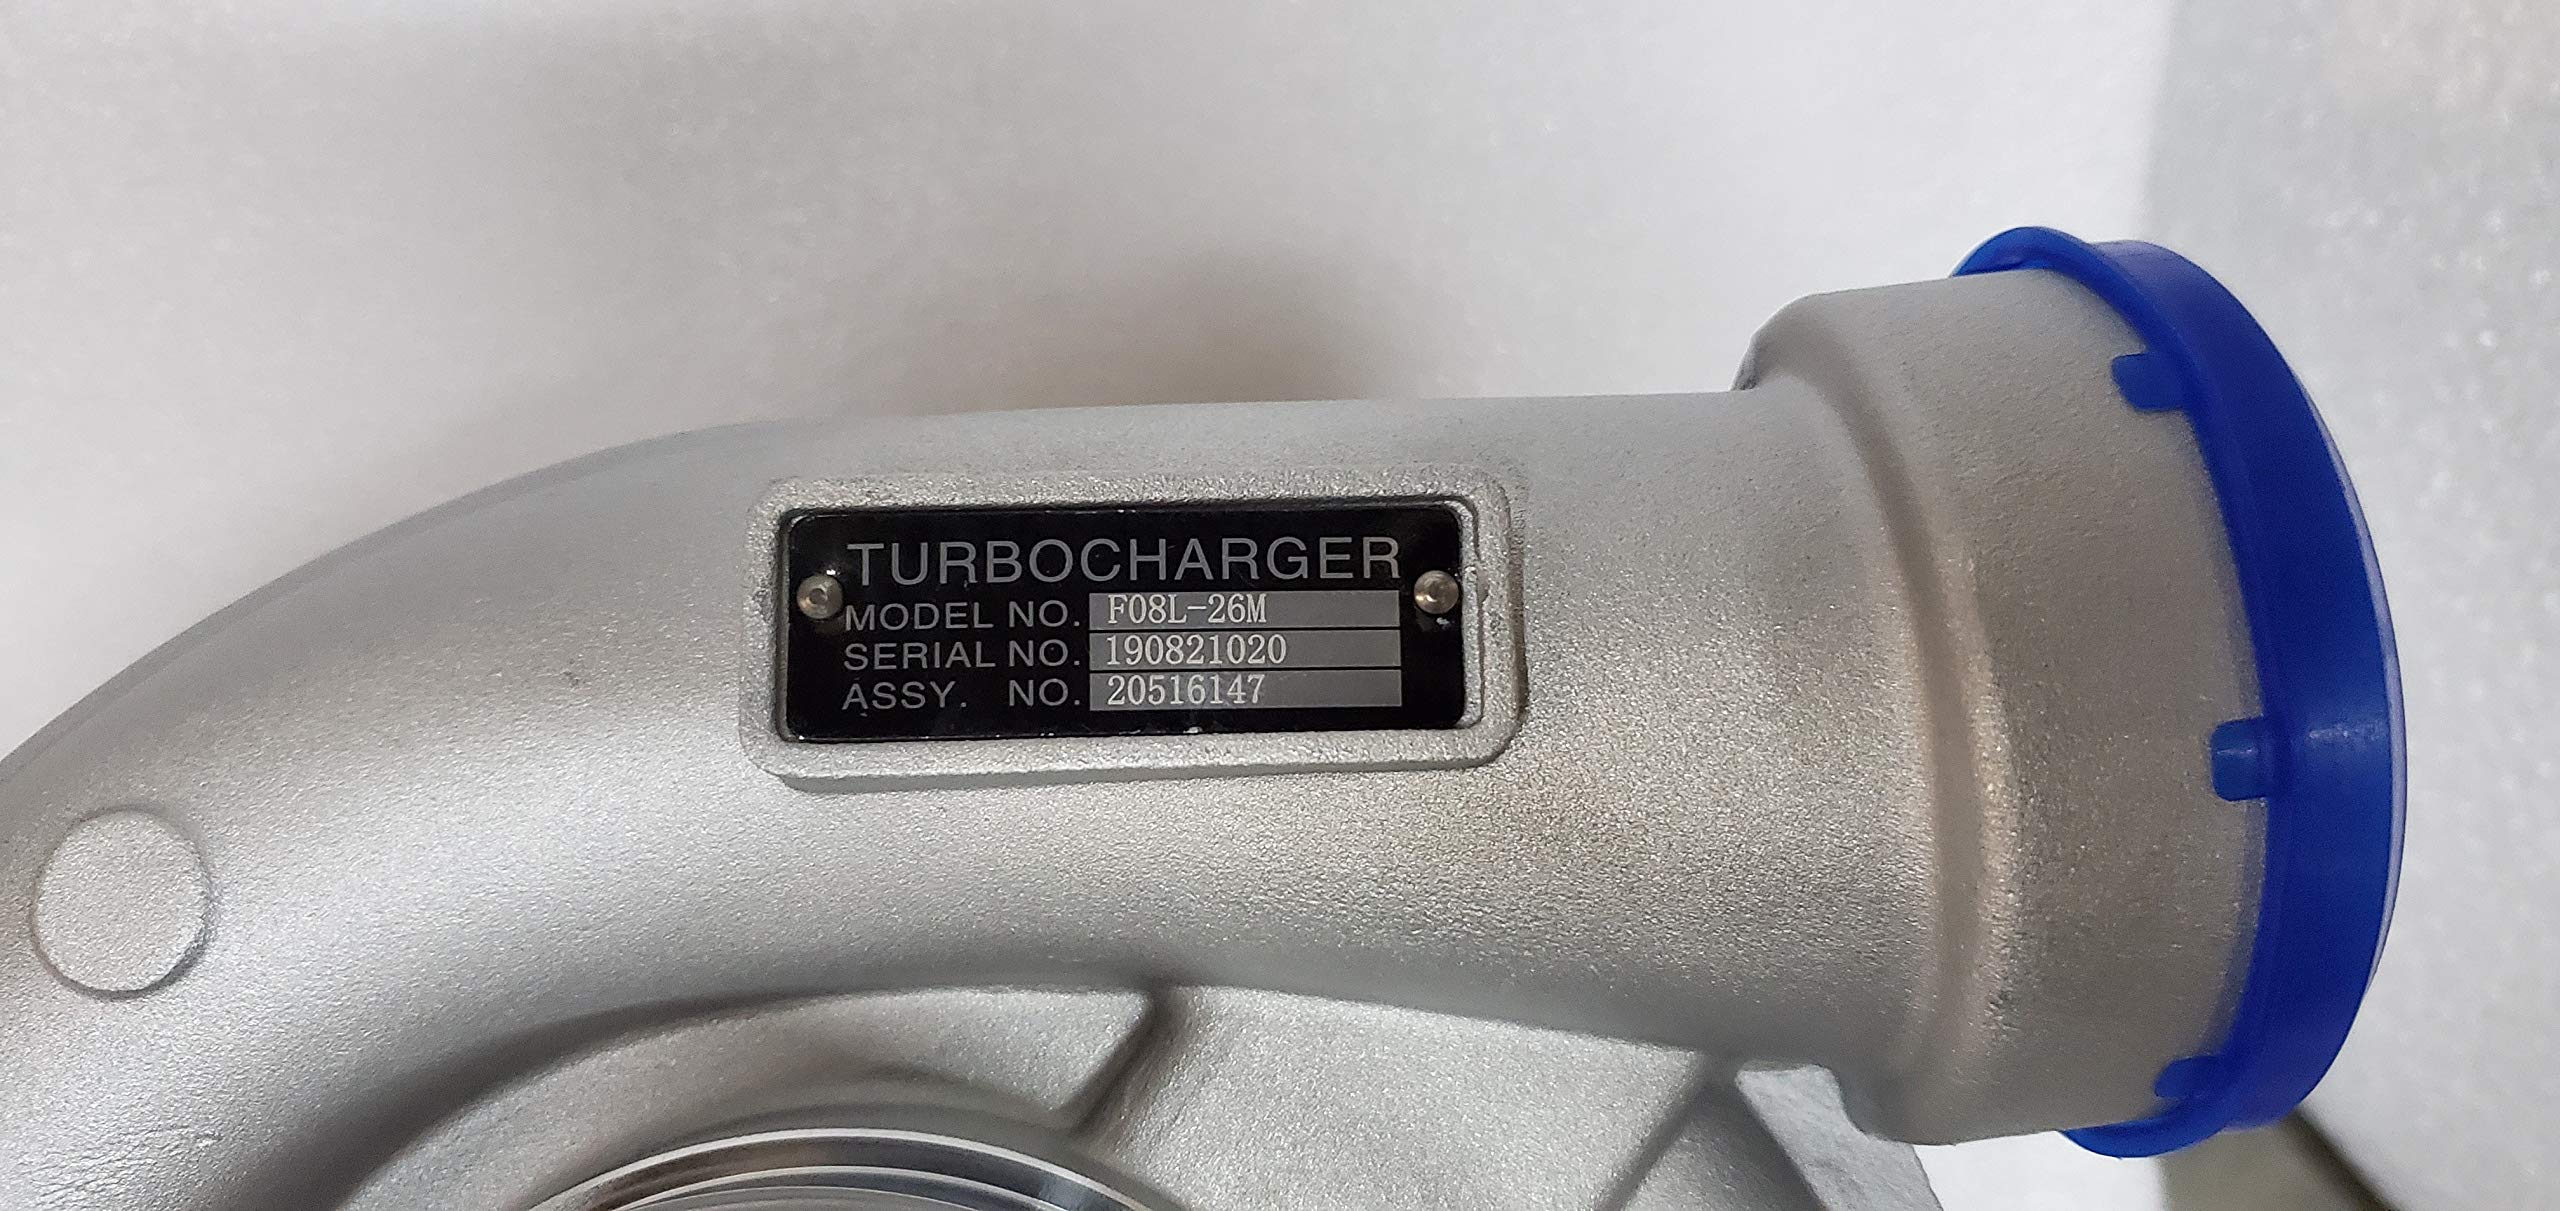 TURBOCHARGER
MODEL NO. F08L-26M
SERIAL NO. 190821020
ASSY. NO. 20516147